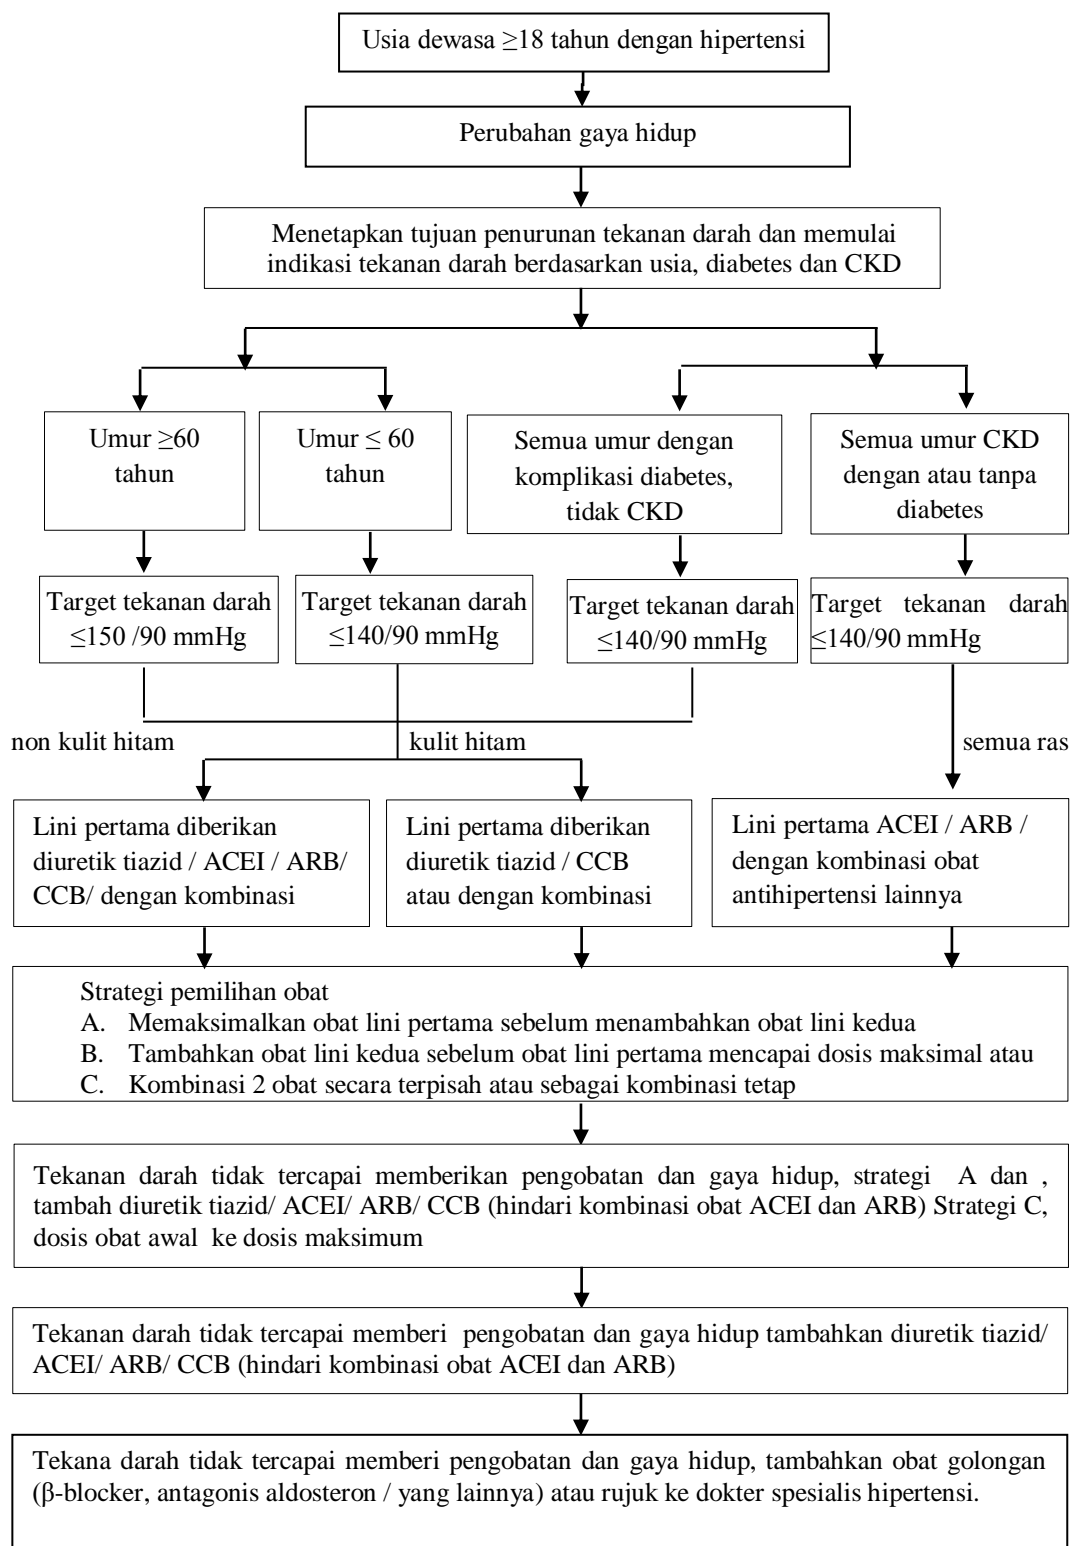 Usia dewasa ≥18 tahun dengan hipertensi
Perubahan gaya hidup
Menetapkan tujuan penurunan tekanan darah dan memulai
indikasi tekanan darah berdasarkan usia, diabetes dan CKD
Umur ≥60
tahun
Umur ≤ 60
tahun
Semua umur dengan
komplikasi diabetes,
tidak CKD
Semua umur CKD
dengan atau tanpa
diabetes
Target tekanan darah
≤150 /90 mmHg
Target tekanan darah
≤140/90 mmHg
Target tekanan darah
≤140/90 mmHg
Target tekanan darah
≤140/90 mmHg
non kulit hitam
kulit hitam
semua ras
Lini pertama diberikan
diuretik tiazid / ACEI / ARB/
CCB/ dengan kombinasi
Lini pertama diberikan
diuretik tiazid / CCB
atau dengan kombinasi
Lini pertama ACEI / ARB /
dengan kombinasi obat
antihipertensi lainnya
Strategi pemilihan obat
A. Memaksimalkan obat lini pertama sebelum menambahkan obat lini kedua
B. Tambahkan obat lini kedua sebelum obat lini pertama mencapai dosis maksimal atau
C. Kombinasi 2 obat secara terpisah atau sebagai kombinasi tetap
Tekanan darah tidak tercapai memberikan pengobatan dan gaya hidup, strategi A dan ,
tambah diuretik tiazid/ ACEI/ ARB/ CCB (hindari kombinasi obat ACEI dan ARB) Strategi C,
dosis obat awal ke dosis maksimum
Tekanan darah tidak tercapai memberi pengobatan dan gaya hidup tambahkan diuretik tiazid/
ACEI/ ARB/ CCB (hindari kombinasi obat ACEI dan ARB)
Tekana darah tidak tercapai memberi pengobatan dan gaya hidup, tambahkan obat golongan
(β-blocker, antagonis aldosteron / yang lainnya) atau rujuk ke dokter spesialis hipertensi.